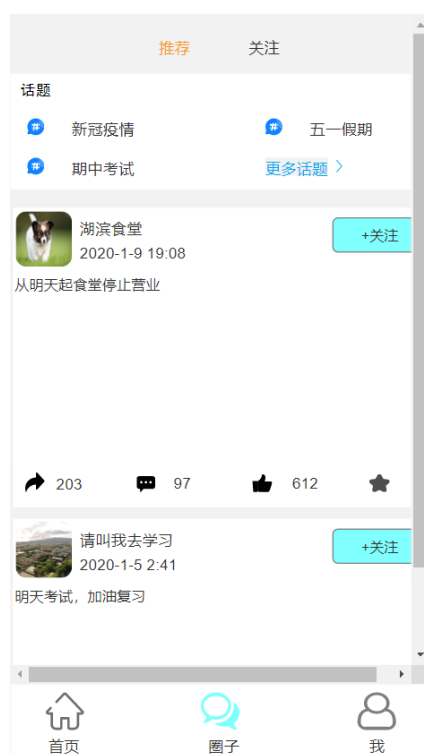 推荐 关注
话题
新冠疫情 五一假期
期中考试 更多话题
湖滨食堂
+关注
2020-1-9 19:08
从明天起食堂停止营业
203 97 612
请叫我去学习
+关注
2020-1-5 2:41
明天考试，加油复习
首页 圈子 我